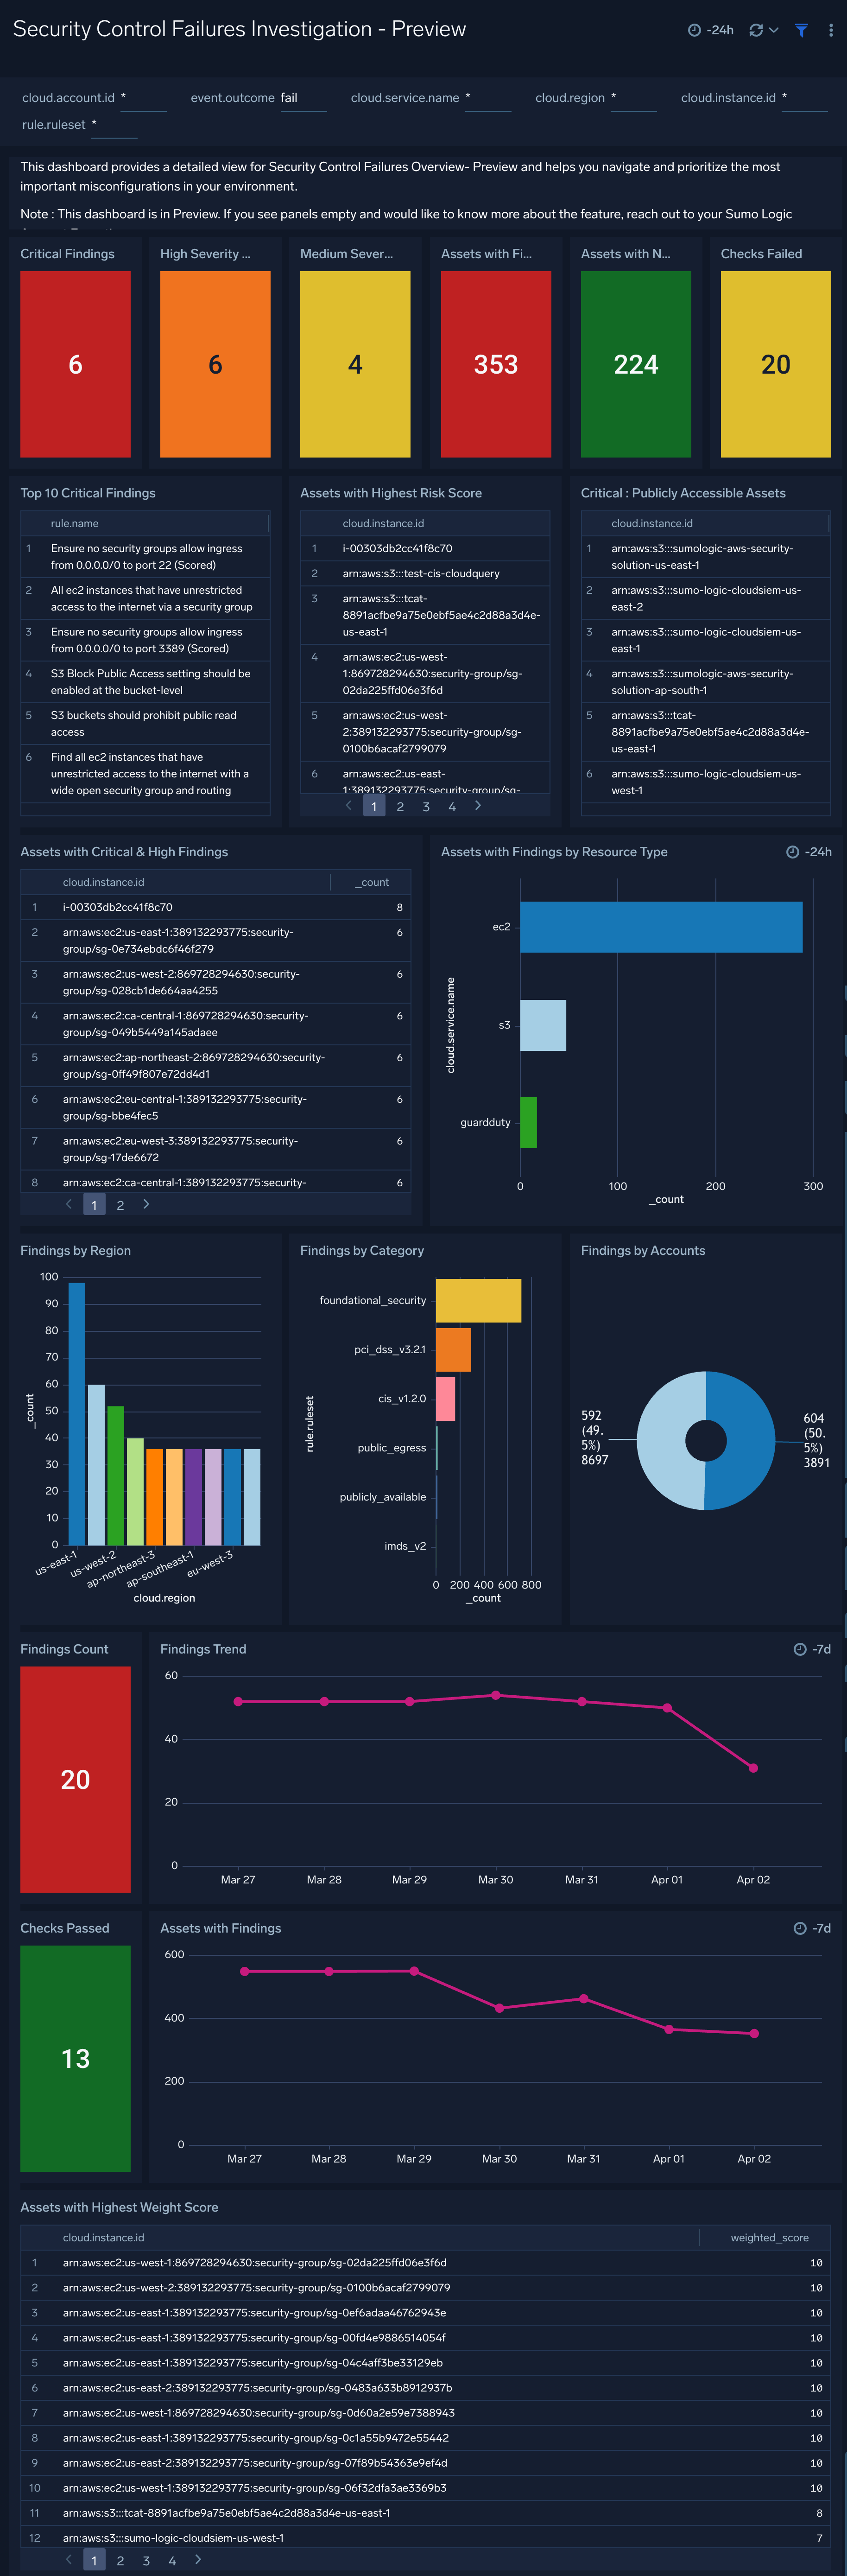 Security Control Failures Investigation - Preview
-24h
cloud.account.id *
event.outcome fail
cloud.service.name *
cloud.region *
cloud.instance.id *
rule.ruleset *
This dashboard provides a detailed view for Security Control Failures Overview- Preview and helps you navigate and prioritize the most
important misconfigurations in your environment.
Note : This dashboard is in Preview. If you see panels empty and would like to know more about the feature, reach out to your Sumo Logic
Critical Findings
6
High Severity ...
6
Medium Sever...
4
Assets with Fi...
353
Assets with N...
224
Checks Failed
20
Top 10 Critical Findings
rule.name
1 Ensure no security groups allow ingress
from 0.0.0.0/0 to port 22 (Scored)
2 All ec2 instances that have unrestricted
access to the internet via a security group
3 Ensure no security groups allow ingress
from 0.0.0.0/0 to port 3389 (Scored)
4 S3 Block Public Access setting should be
enabled at the bucket-level
5 S3 buckets should prohibit public read
access
6 Find all ec2 instances that have
unrestricted access to the internet with a
wide open security group and routing
Assets with Highest Risk Score
cloud.instance.id
1 i-00303db2cc41f8c70
2 arn:aws:s3:::test-cis-cloudquery
3 arn:aws:s3:::tcat-
8891acfbe9a75e0ebf5ae4c2d88a3d4e-
us-east-1
4 arn:aws:ec2:us-west-
1:869728294630:security-group/sg-
02da225ffd06e3f6d
5 arn:aws:ec2:us-west-
2:389132293775:security-group/sg-
0100b6acaf2799079
6 arn:aws:ec2:us-east-
1:389132293775:security-group/sg-
1 2 3 4
Critical : Publicly Accessible Assets
cloud.instance.id
1 arn:aws:s3:::sumologic-aws-security-
solution-us-east-1
2 arn:aws:s3:::sumo-logic-cloudsiem-us-
east-2
3 arn:aws:s3:::sumo-logic-cloudsiem-us-
east-1
4 arn:aws:s3:::sumologic-aws-security-
solution-ap-south-1
5 arn:aws:s3:::tcat-
8891acfbe9a75e0ebf5ae4c2d88a3d4e-
us-east-1
6 arn:aws:s3:::sumo-logic-cloudsiem-us-
west-1
Assets with Critical & High Findings
cloud.instance.id _count
1 i-00303db2cc41f8c70 8
2 arn:aws:ec2:us-east-1:389132293775:security- 6
group/sg-0e734ebdc6f46f279
3 arn:aws:ec2:us-west-2:869728294630:security- 6
group/sg-028cb1de664aa4255
4 arn:aws:ec2:ca-central-1:869728294630:security- 6
group/sg-049b5449a145adaee
5 arn:aws:ec2:ap-northeast-2:869728294630:security- 6
group/sg-0ff49f807e72dd4d1
6 arn:aws:ec2:eu-central-1:389132293775:security- 6
group/sg-bbe4fec5
7 arn:aws:ec2:eu-west-3:389132293775:security- 6
group/sg-17de6672
8 arn:aws:ec2:ca-central-1:389132293775:security- 6
1 2
Assets with Findings by Resource Type
-24h
cloud.service.name
ec2
s3
guardduty
0 100 200 300
_count
Findings by Region
_count
100
90
80
70
60
50
40
30
20
10
0
us-east-1 us-west-2 ap-northeast-3 ap-southeast-1 eu-west-3
cloud.region
Findings by Category
rule.ruleset
foundational_security
pci_dss_v3.2.1
cis_v1.2.0
public_egress
publicly_available
imds_v2
0 200 400 600 800
_count
Findings by Accounts
592
(49.
5%)
8697
604
(50.
5%)
3891
Findings Count
20
Findings Trend
-7d
60
40
20
0
Mar 27 Mar 28 Mar 29 Mar 30 Mar 31 Apr 01 Apr 02
Checks Passed
13
Assets with Findings
-7d
600
400
200
0
Mar 27 Mar 28 Mar 29 Mar 30 Mar 31 Apr 01 Apr 02
Assets with Highest Weight Score
cloud.instance.id weighted_score
1 arn:aws:ec2:us-west-1:869728294630:security-group/sg-02da225ffd06e3f6d 10
2 arn:aws:ec2:us-west-2:389132293775:security-group/sg-0100b6acaf2799079 10
3 arn:aws:ec2:us-east-1:389132293775:security-group/sg-0ef6adaa46762943e 10
4 arn:aws:ec2:us-east-1:389132293775:security-group/sg-00fd4e9886514054f 10
5 arn:aws:ec2:us-east-1:389132293775:security-group/sg-04c4aff3be33129eb 10
6 arn:aws:ec2:us-east-2:389132293775:security-group/sg-0483a633b8912937b 10
7 arn:aws:ec2:us-west-1:869728294630:security-group/sg-0d60a2e59e7388943 10
8 arn:aws:ec2:us-east-1:389132293775:security-group/sg-0c1a55b9472e55442 10
9 arn:aws:ec2:us-east-2:389132293775:security-group/sg-07f89b54363e9ef4d 10
10 arn:aws:ec2:us-west-1:389132293775:security-group/sg-06f32dfa3ae3369b3 10
11 arn:aws:s3:::tcat-8891acfbe9a75e0ebf5ae4c2d88a3d4e-us-east-1 8
12 arn:aws:s3:::sumo-logic-cloudsiem-us-west-1 7
1 2 3 4